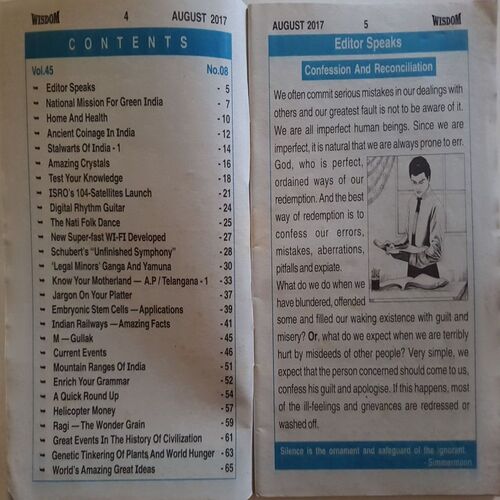 WISDOM 4 AUGUST 2017
CONTENTS
Vol.45 No.08
Editor Speaks - 5
National Mission For Green India - 7
Home And Health - 10
Ancient Coinage In India - 12
Stalwarts Of India - 1 - 14
Amazing Crystals - 16
Test Your Knowledge - 18
ISRO's 104-Satellites Launch - 21
Digital Rhythm Guitar - 24
The Nati Folk Dance - 25
New Super-fast WI-FI Developed - 27
Schubert's "Unfinished Symphony" - 28
'Legal Minors' Ganga And Yamuna - 30
Know Your Motherland — A.P / Telangana - 1 - 33
Jargon On Your Platter - 37
Embryonic Stem Cells — Applications - 39
Indian Railways — Amazing Facts - 41
M — Gullak - 45
Current Events - 46
Mountain Ranges Of India - 51
Enrich Your Grammar - 52
A Quick Round Up - 54
Helicopter Money - 57
Ragi — The Wonder Grain - 59
Great Events In The History Of Civilization - 61
Genetic Tinkering Of Plants, And World Hunger - 63
World's Amazing Great Ideas - 65
AUGUST 2017 5 WISDOM
Editor Speaks
Confession And Reconciliation
We often commit serious mistakes in our dealings with
others and our greatest fault is not to be aware of it.
We are all imperfect human beings. Since we are
imperfect, it is natural that we are always prone to err.
God, who is perfect,
ordained ways of our
redemption. And the best
way of redemption is to
confess our errors,
mistakes, aberrations,
pitfalls and expiate.
What do we do when we
have blundered, offended
some and filled our waking existence with guilt and
misery? Or, what do we expect when we are terribly
hurt by misdeeds of other people? Very simple, we
expect that the person concerned should come to us,
confess his guilt and apologise. If this happens, most
of the ill-feelings and grievances are redressed or
washed off.
Silence is the ornament and safeguard of the ignorant.
- Simmermonn